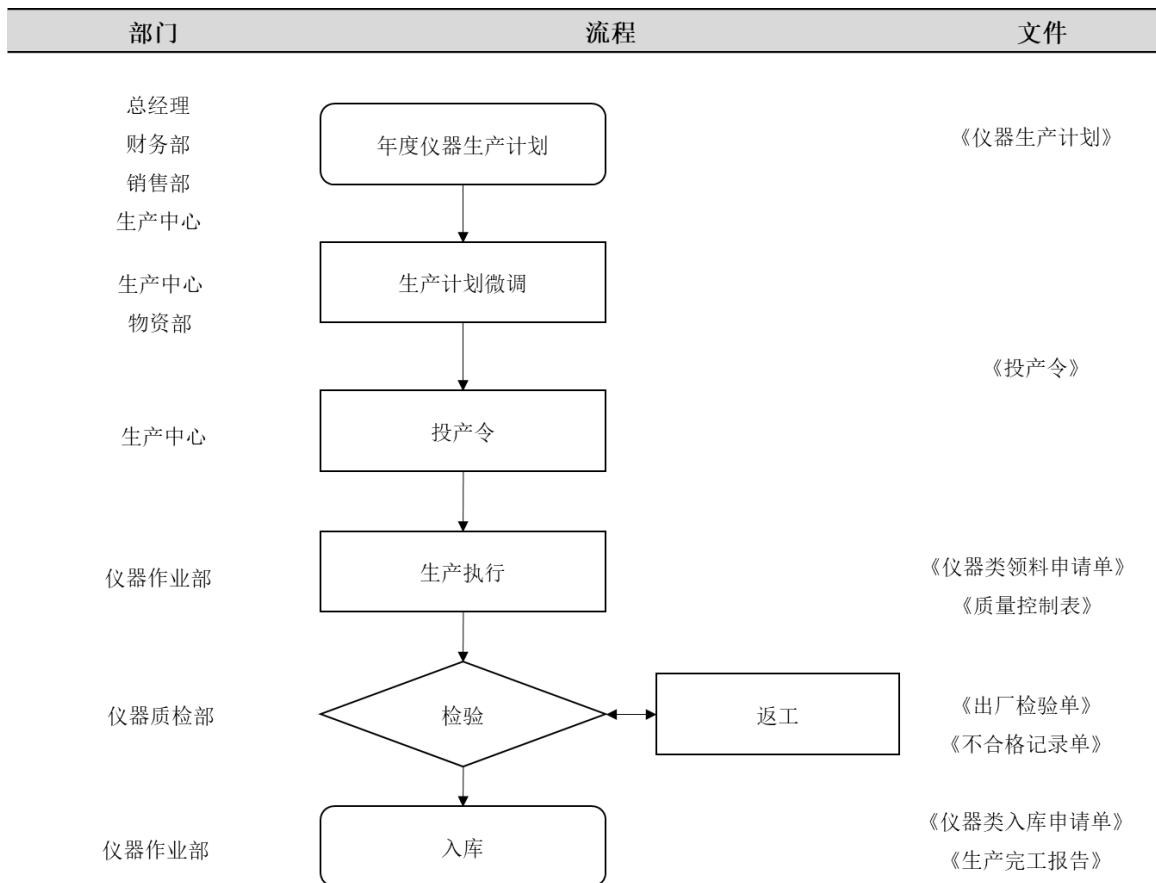 部门 流程 文件
总经理
财务部
销售部
生产中心
年度仪器生产计划
《仪器生产计划》
生产中心
物资部
生产计划微调
《投产令》
生产中心
投产令
仪器作业部
生产执行
《仪器类领料申请单》
《质量控制表》
仪器质检部
检验
返工
《出厂检验单》
《不合格记录单》
仪器作业部
入库
《仪器类入库申请单》
《生产完工报告》